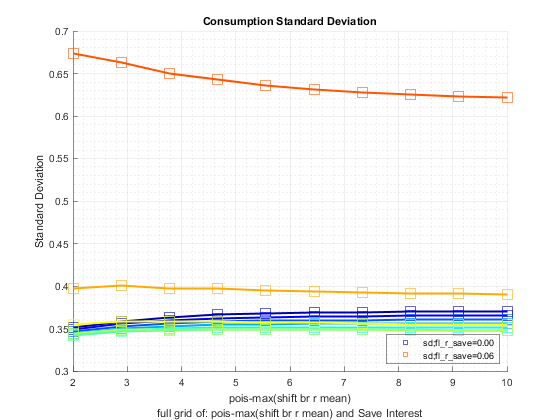 Consumption Standard Deviation
0.7
0.65
0.6
0.55
0.5
0.45
0.4
0.35
0.3
Standard Deviation
sd;fl_r_save=0.00
sd;fl_r_save=0.06
2 3 4 5 6 7 8 9 10
pois-max(shift br r mean)
full grid of: pois-max(shift br r mean) and Save Interest